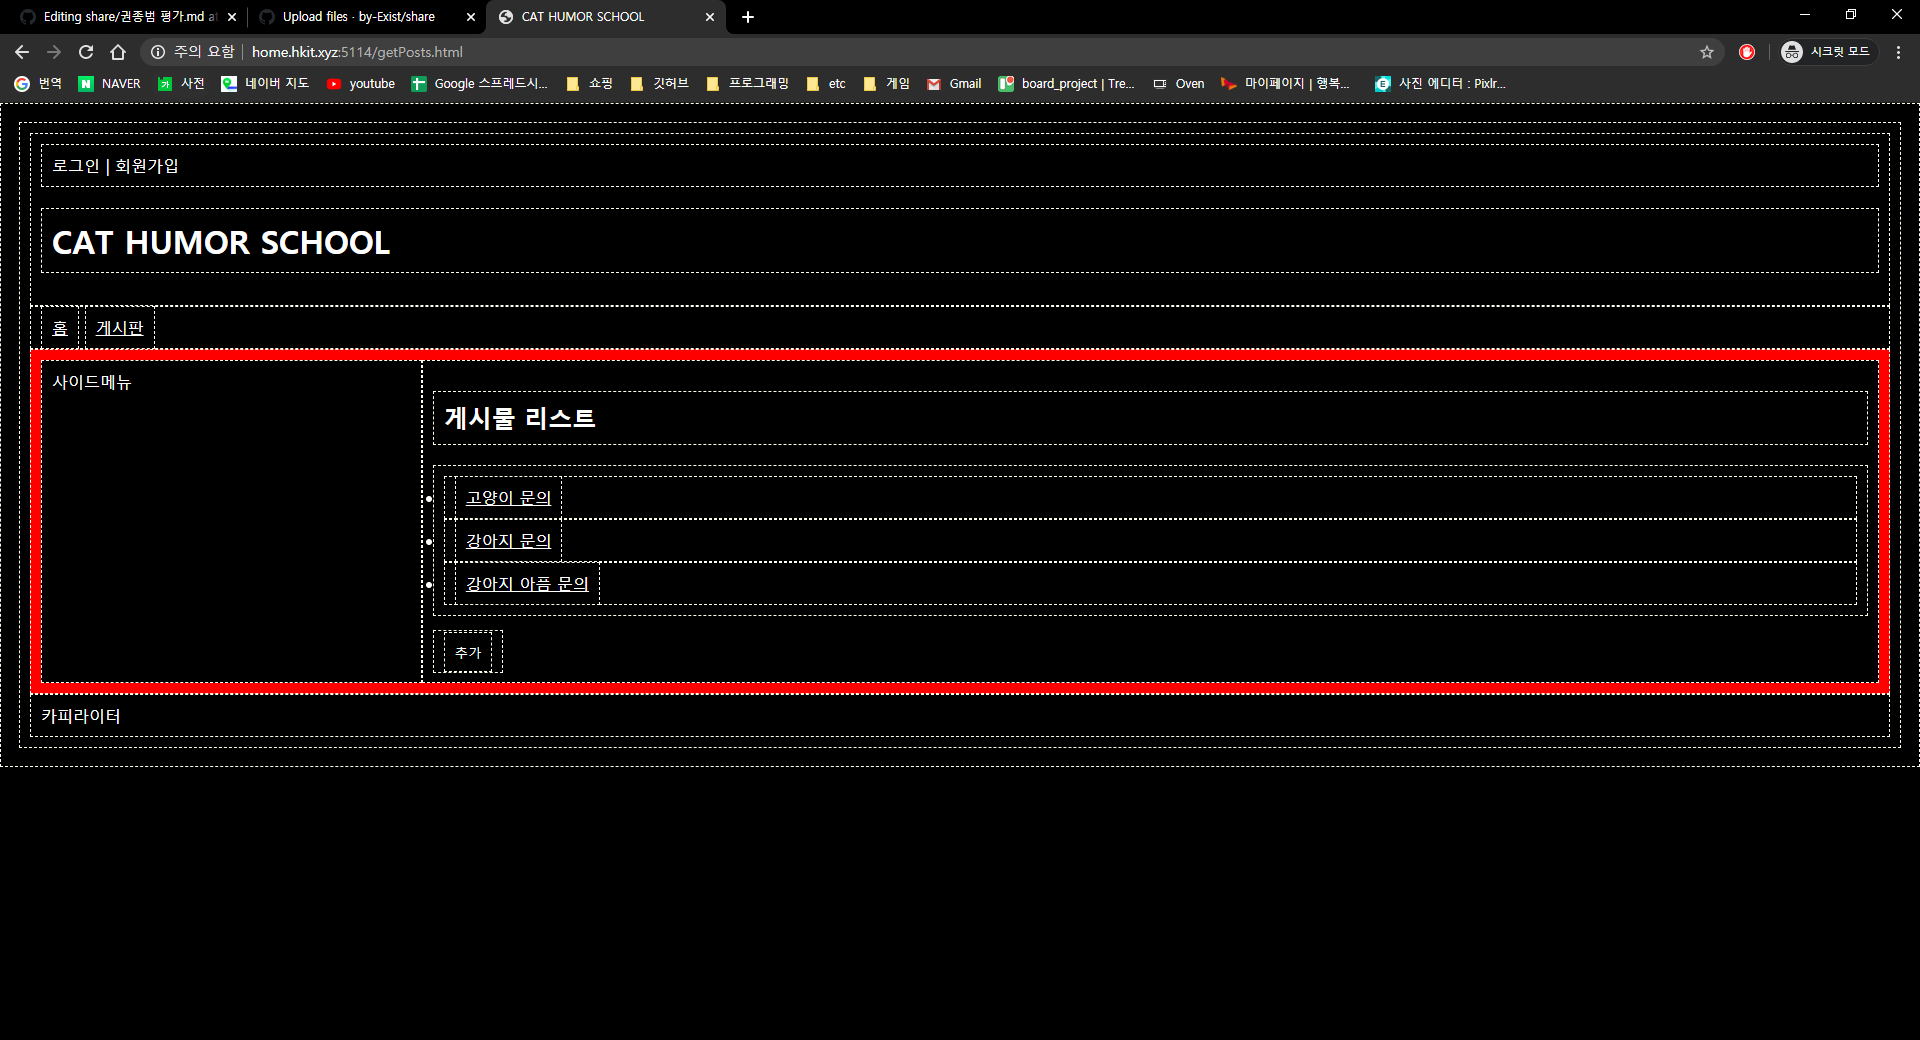 Editing share/권종범 평가.md at
Upload files · by-Exist/share
CAT HUMOR SCHOOL
주의 요함 | home.hkit.xyz:5114/getPosts.html
시크릿 모드
번역 NAVER 사전 네이버 지도 youtube Google 스프레드시... 쇼핑 깃허브 프로그래밍 etc 게임 Gmail board_project | Tre... Oven 마이페이지 | 행복... 사진 에디터 : Pixlr...
로그인 | 회원가입
CAT HUMOR SCHOOL
홈 게시판
사이드메뉴
게시물 리스트
고양이 문의
강아지 문의
강아지 아픔 문의
추가
카피라이터